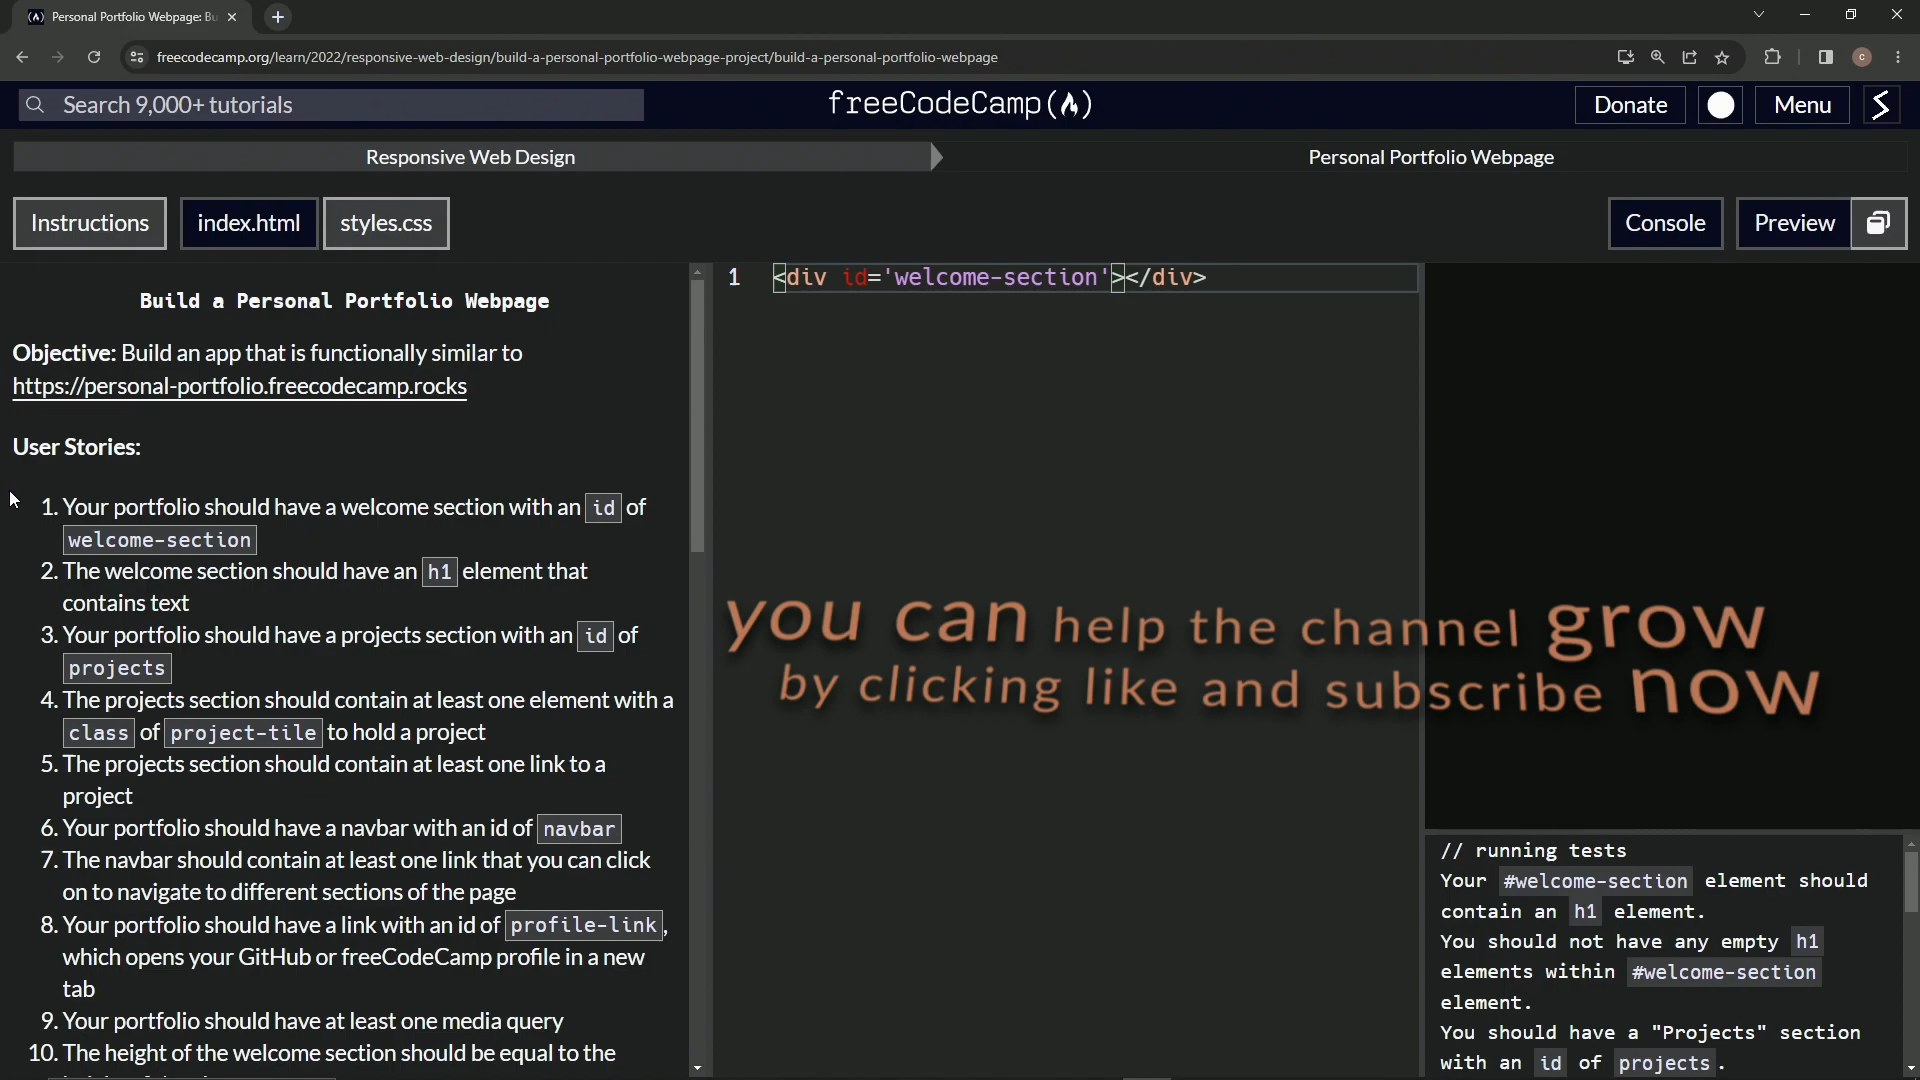 Personal Portfolio Webpage: Bu
freecodecamp.org/learn/2022/responsive-web-design/build-a-personal-portfolio-webpage-project/build-a-personal-portfolio-webpage
C
Search 9,000+ tutorials
freeCodeCamp
Donate
Menu
Responsive Web Design
Personal Portfolio Webpage
Instructions
index.html
styles.css
Console
Preview
Build a Personal Portfolio Webpage
Objective: Build an app that is functionally similar to
https://personal-portfolio.freecodecamp.rocks
User Stories:
1. Your portfolio should have a welcome section with an id of
welcome-section
2. The welcome section should have an h1 element that
contains text
3. Your portfolio should have a projects section with an id of
projects
4. The projects section should contain at least one element with a
class of project-tile to hold a project
5. The projects section should contain at least one link to a
project
6. Your portfolio should have a navbar with an id of navbar
7. The navbar should contain at least one link that you can click
on to navigate to different sections of the page
8. Your portfolio should have a link with an id of profile-link,
which opens your GitHub or freeCodeCamp profile in a new
tab
9. Your portfolio should have at least one media query
10. The height of the welcome section should be equal to the
1 <div id='welcome-section'></div>
you can help the channel grow
by clicking like and subscribe now
// running tests
Your #welcome-section element should
contain an h1 element.
You should not have any empty h1
elements within #welcome-section
element.
You should have a "Projects" section
with an id of projects.